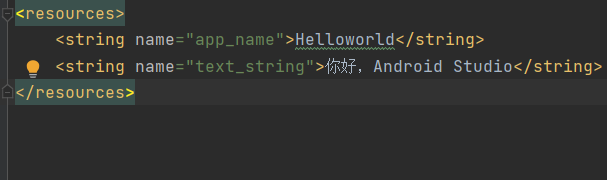 <resources>
<string name="app_name">Helloworld</string>
<string name="text_string">你好，Android Studio</string>
</resources>